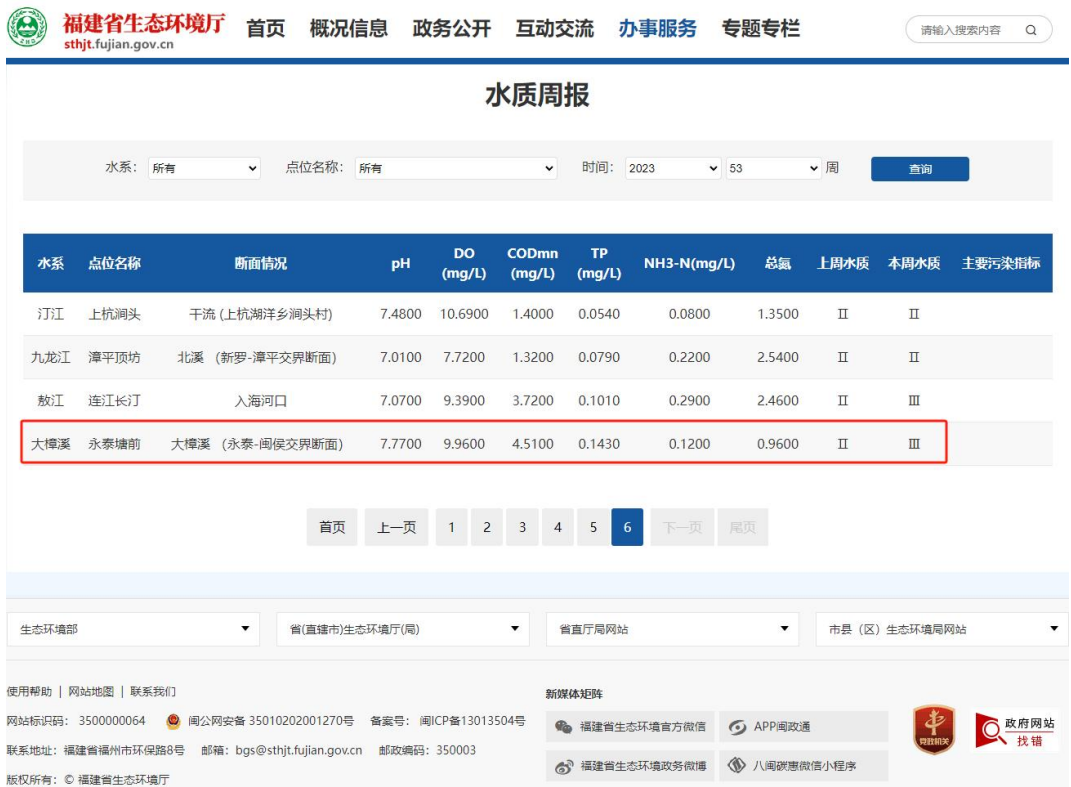 福建省生态环境厅 首页 概况信息 政务公开 互动交流 办事服务 专题专栏 请输入搜索内容
sthjt.fujian.gov.cn
水质周报
水系: 所有 点位名称: 所有 时间: 2023 53 周 查询
水系 点位名称 断面情况 pH DO (mg/L) CODmn (mg/L) TP (mg/L) NH3-N(mg/L) 总氮 上周水质 本周水质 主要污染指标
汀江 上杭涧头 干流 (上杭湖洋乡涧头村) 7.4800 10.6900 1.4000 0.0540 0.0800 1.3500 Ⅱ Ⅱ
九龙江 漳平顶坊 北溪 (新罗-漳平交界断面) 7.0100 7.7200 1.3200 0.0790 0.2200 2.5400 Ⅱ Ⅱ
敖江 连江长汀 入海河口 7.0700 9.3900 3.7200 0.1010 0.2900 2.4600 Ⅱ Ⅲ
大樟溪 永泰塘前 大樟溪 (永泰-闽侯交界断面) 7.7700 9.9600 4.5100 0.1430 0.1200 0.9600 Ⅱ Ⅲ
首页 上一页 1 2 3 4 5 6 下一页 尾页
生态环境部 省(直辖市)生态环境厅(局) 省直厅局网站 市县（区）生态环境局网站
使用帮助 | 网站地图 | 联系我们
新媒体矩阵
网站标识码: 3500000064 闽公网安备 35010202001270号 备案号: 闽ICP备13013504号
福建省生态环境官方微信 APP闽政通
党政机关
政府网站
找错
联系地址: 福建省福州市环保路8号 邮箱: bgs@sthjt.fujian.gov.cn 邮政编码: 350003
福建省生态环境政务微博 八闽碳惠微信小程序
版权所有: © 福建省生态环境厅